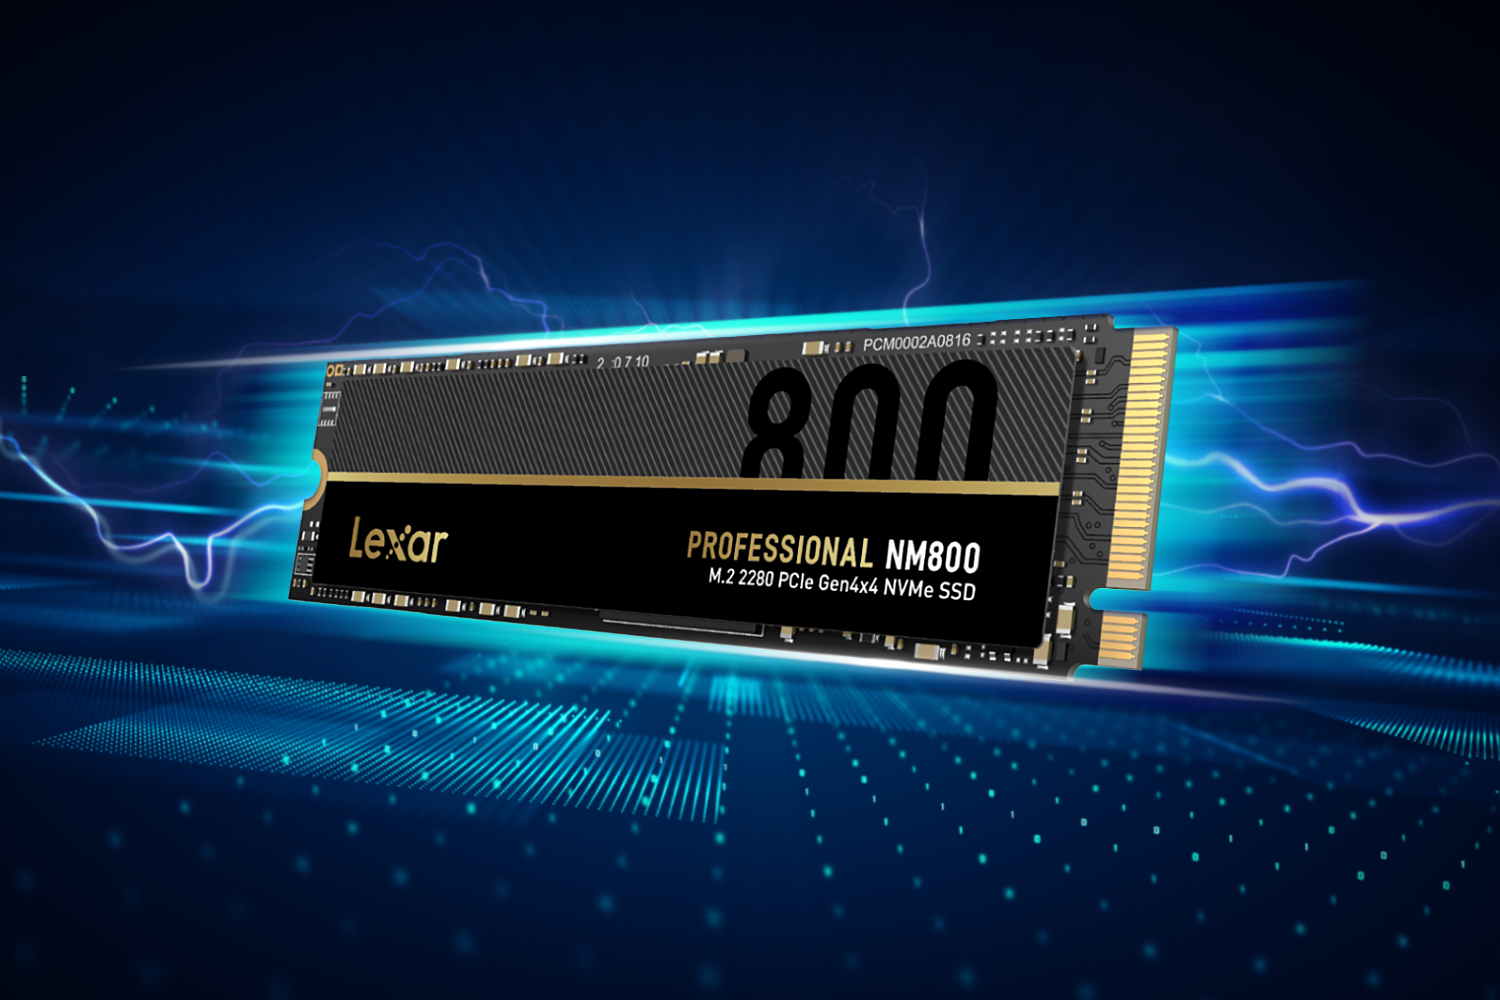 PCM0002A0816
800
Lexar
PROFESSIONAL NM800
M.2 2280 PCIe Gen4x4 NVMe SSD